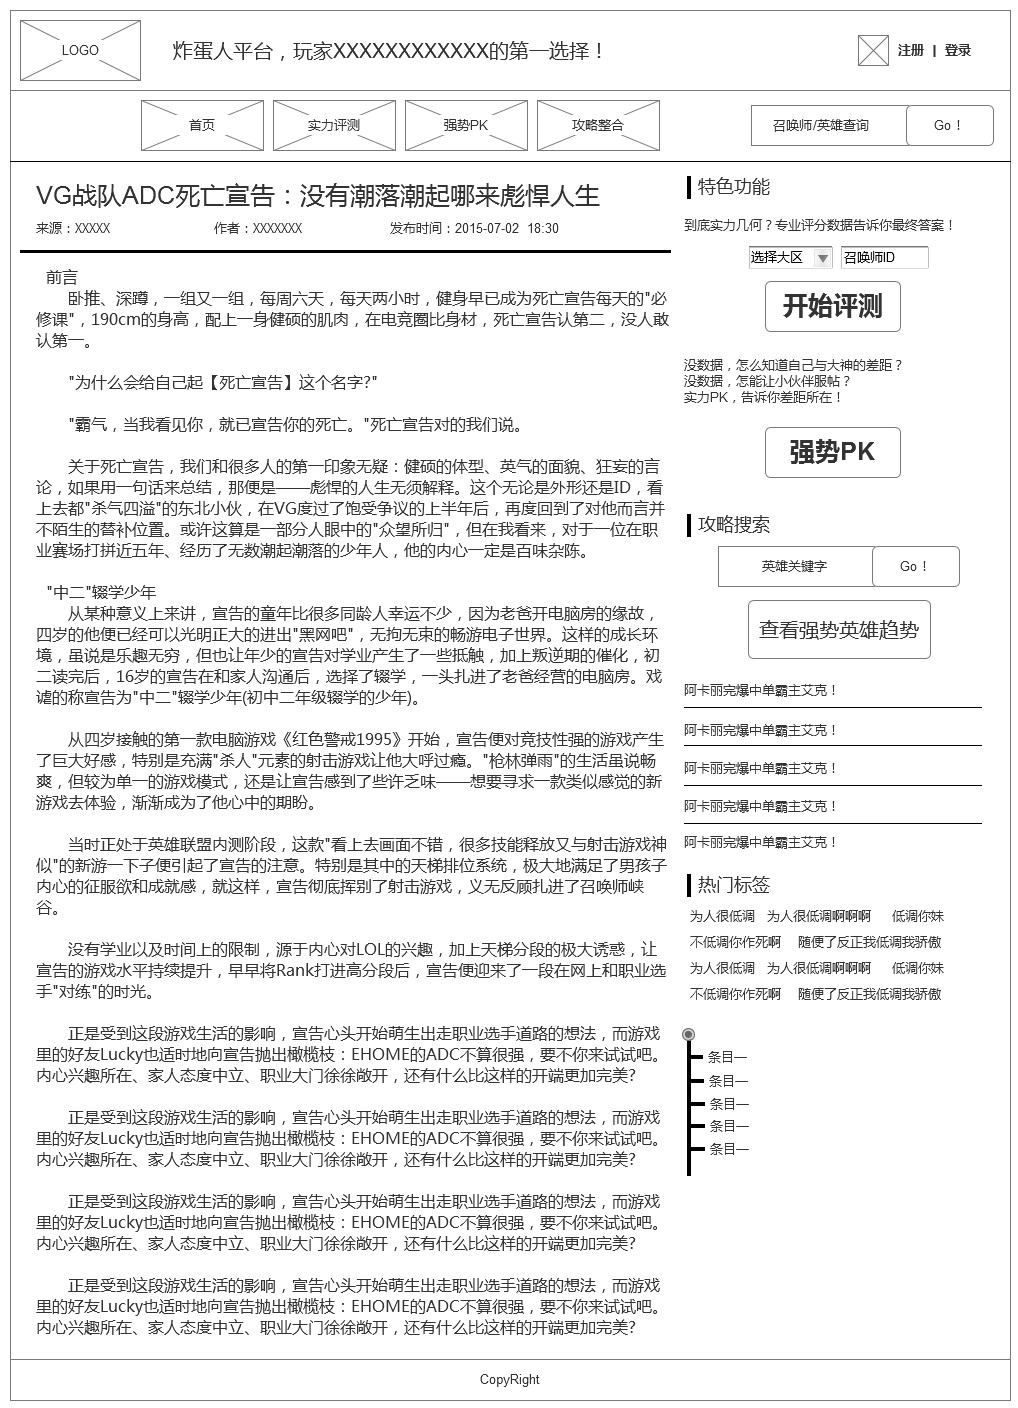 LOGO
炸蛋人平台，玩家XXXXXXXXXXXX的第一选择！
注册 | 登录
首页
实力评测
强势PK
攻略整合
召唤师/英雄查询
Go！
VG战队ADC死亡宣告：没有潮落潮起哪来彪悍人生
来源：XXXXX 作者：XXXXXXX 发布时间：2015-07-02 18:30
前言
卧推、深蹲，一组又一组，每周六天，每天两小时，健身早已成为死亡宣告每天的"必
修课"，190cm的身高，配上一身健硕的肌肉，在电竞圈比身材，死亡宣告认第二，没人敢
认第一。
"为什么会给自己起【死亡宣告】这个名字?"
"霸气，当我看见你，就已宣告你的死亡。"死亡宣告对的我们说。
关于死亡宣告，我们和很多人的第一印象无疑：健硕的体型、英气的面貌、狂妄的言
论，如果用一句话来总结，那便是——彪悍的人生无须解释。这个无论是外形还是ID，看
上去都"杀气四溢"的东北小伙，在VG度过了饱受争议的上半年后，再度回到了对他而言并
不陌生的替补位置。或许这算是一部分人眼中的"众望所归"，但在我看来，对于一位在职
业赛场打拼近五年、经历了无数潮起潮落的少年人，他的内心一定是百味杂陈。
"中二"辍学少年
从某种意义上来讲，宣告的童年比很多同龄人幸运不少，因为老爸开电脑房的缘故，
四岁的他便已经可以光明正大的进出"黑网吧"，无拘无束的畅游电子世界。这样的成长环
境，虽说是乐趣无穷，但也让年少的宣告对学业产生了一些抵触，加上叛逆期的催化，初
二读完后，16岁的宣告在和家人沟通后，选择了辍学，一头扎进了老爸经营的电脑房。戏
谑的称宣告为"中二"辍学少年(初中二年级辍学的少年)。
从四岁接触的第一款电脑游戏《红色警戒1995》开始，宣告便对竞技性强的游戏产生
了巨大好感，特别是充满"杀人"元素的射击游戏让他大呼过瘾。"枪林弹雨"的生活虽说畅
爽，但较为单一的游戏模式，还是让宣告感到了些许乏味——想要寻求一款类似感觉的新
游戏去体验，渐渐成为了他心中的期盼。
当时正处于英雄联盟内测阶段，这款"看上去画面不错，很多技能释放又与射击游戏神
似"的新游一下子便引起了宣告的注意。特别是其中的天梯排位系统，极大地满足了男孩子
内心的征服欲和成就感，就这样，宣告彻底挥别了射击游戏，义无反顾扎进了召唤师峡
谷。
没有学业以及时间上的限制，源于内心对LOL的兴趣，加上天梯分段的极大诱惑，让
宣告的游戏水平持续提升，早早将Rank打进高分段后，宣告便迎来了一段在网上和职业选
手"对练"的时光。
正是受到这段游戏生活的影响，宣告心头开始萌生出走职业选手道路的想法，而游戏
里的好友Lucky也适时地向宣告抛出橄榄枝：EHOME的ADC不算很强，要不你来试试吧。
内心兴趣所在、家人态度中立、职业大门徐徐敞开，还有什么比这样的开端更加完美?
正是受到这段游戏生活的影响，宣告心头开始萌生出走职业选手道路的想法，而游戏
里的好友Lucky也适时地向宣告抛出橄榄枝：EHOME的ADC不算很强，要不你来试试吧。
内心兴趣所在、家人态度中立、职业大门徐徐敞开，还有什么比这样的开端更加完美?
正是受到这段游戏生活的影响，宣告心头开始萌生出走职业选手道路的想法，而游戏
里的好友Lucky也适时地向宣告抛出橄榄枝：EHOME的ADC不算很强，要不你来试试吧。
内心兴趣所在、家人态度中立、职业大门徐徐敞开，还有什么比这样的开端更加完美?
正是受到这段游戏生活的影响，宣告心头开始萌生出走职业选手道路的想法，而游戏
里的好友Lucky也适时地向宣告抛出橄榄枝：EHOME的ADC不算很强，要不你来试试吧。
内心兴趣所在、家人态度中立、职业大门徐徐敞开，还有什么比这样的开端更加完美?
特色功能
到底实力几何？专业评分数据告诉你最终答案！
选择大区 召唤师ID
开始评测
没数据，怎么知道自己与大神的差距？
没数据，怎能让小伙伴服帖？
实力PK，告诉你差距所在！
强势PK
攻略搜索
英雄关键字 Go！
查看强势英雄趋势
阿卡丽完爆中单霸主艾克！
阿卡丽完爆中单霸主艾克！
阿卡丽完爆中单霸主艾克！
阿卡丽完爆中单霸主艾克！
阿卡丽完爆中单霸主艾克！
热门标签
为人很低调 为人很低调啊啊啊 低调你妹
不低调你作死啊 随便了反正我低调我骄傲
为人很低调 为人很低调啊啊啊 低调你妹
不低调你作死啊 随便了反正我低调我骄傲
条目一
条目一
条目一
条目一
条目一
CopyRight